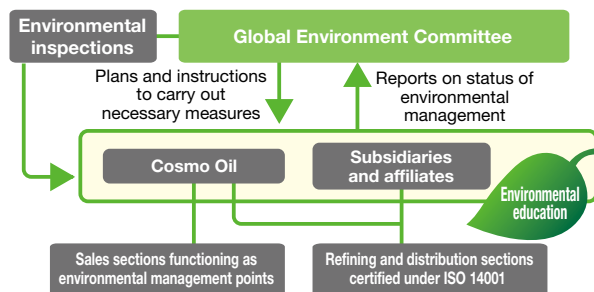 Environmental
inspections
Global Environment Committee
Plans and instructions
to carry out
necessary measures
Reports on status of
environmental
management
Cosmo Oil
Subsidiaries
and affiliates
Environmental
education
Sales sections functioning as
environmental management points
Refining and distribution sections
certified under ISO 14001